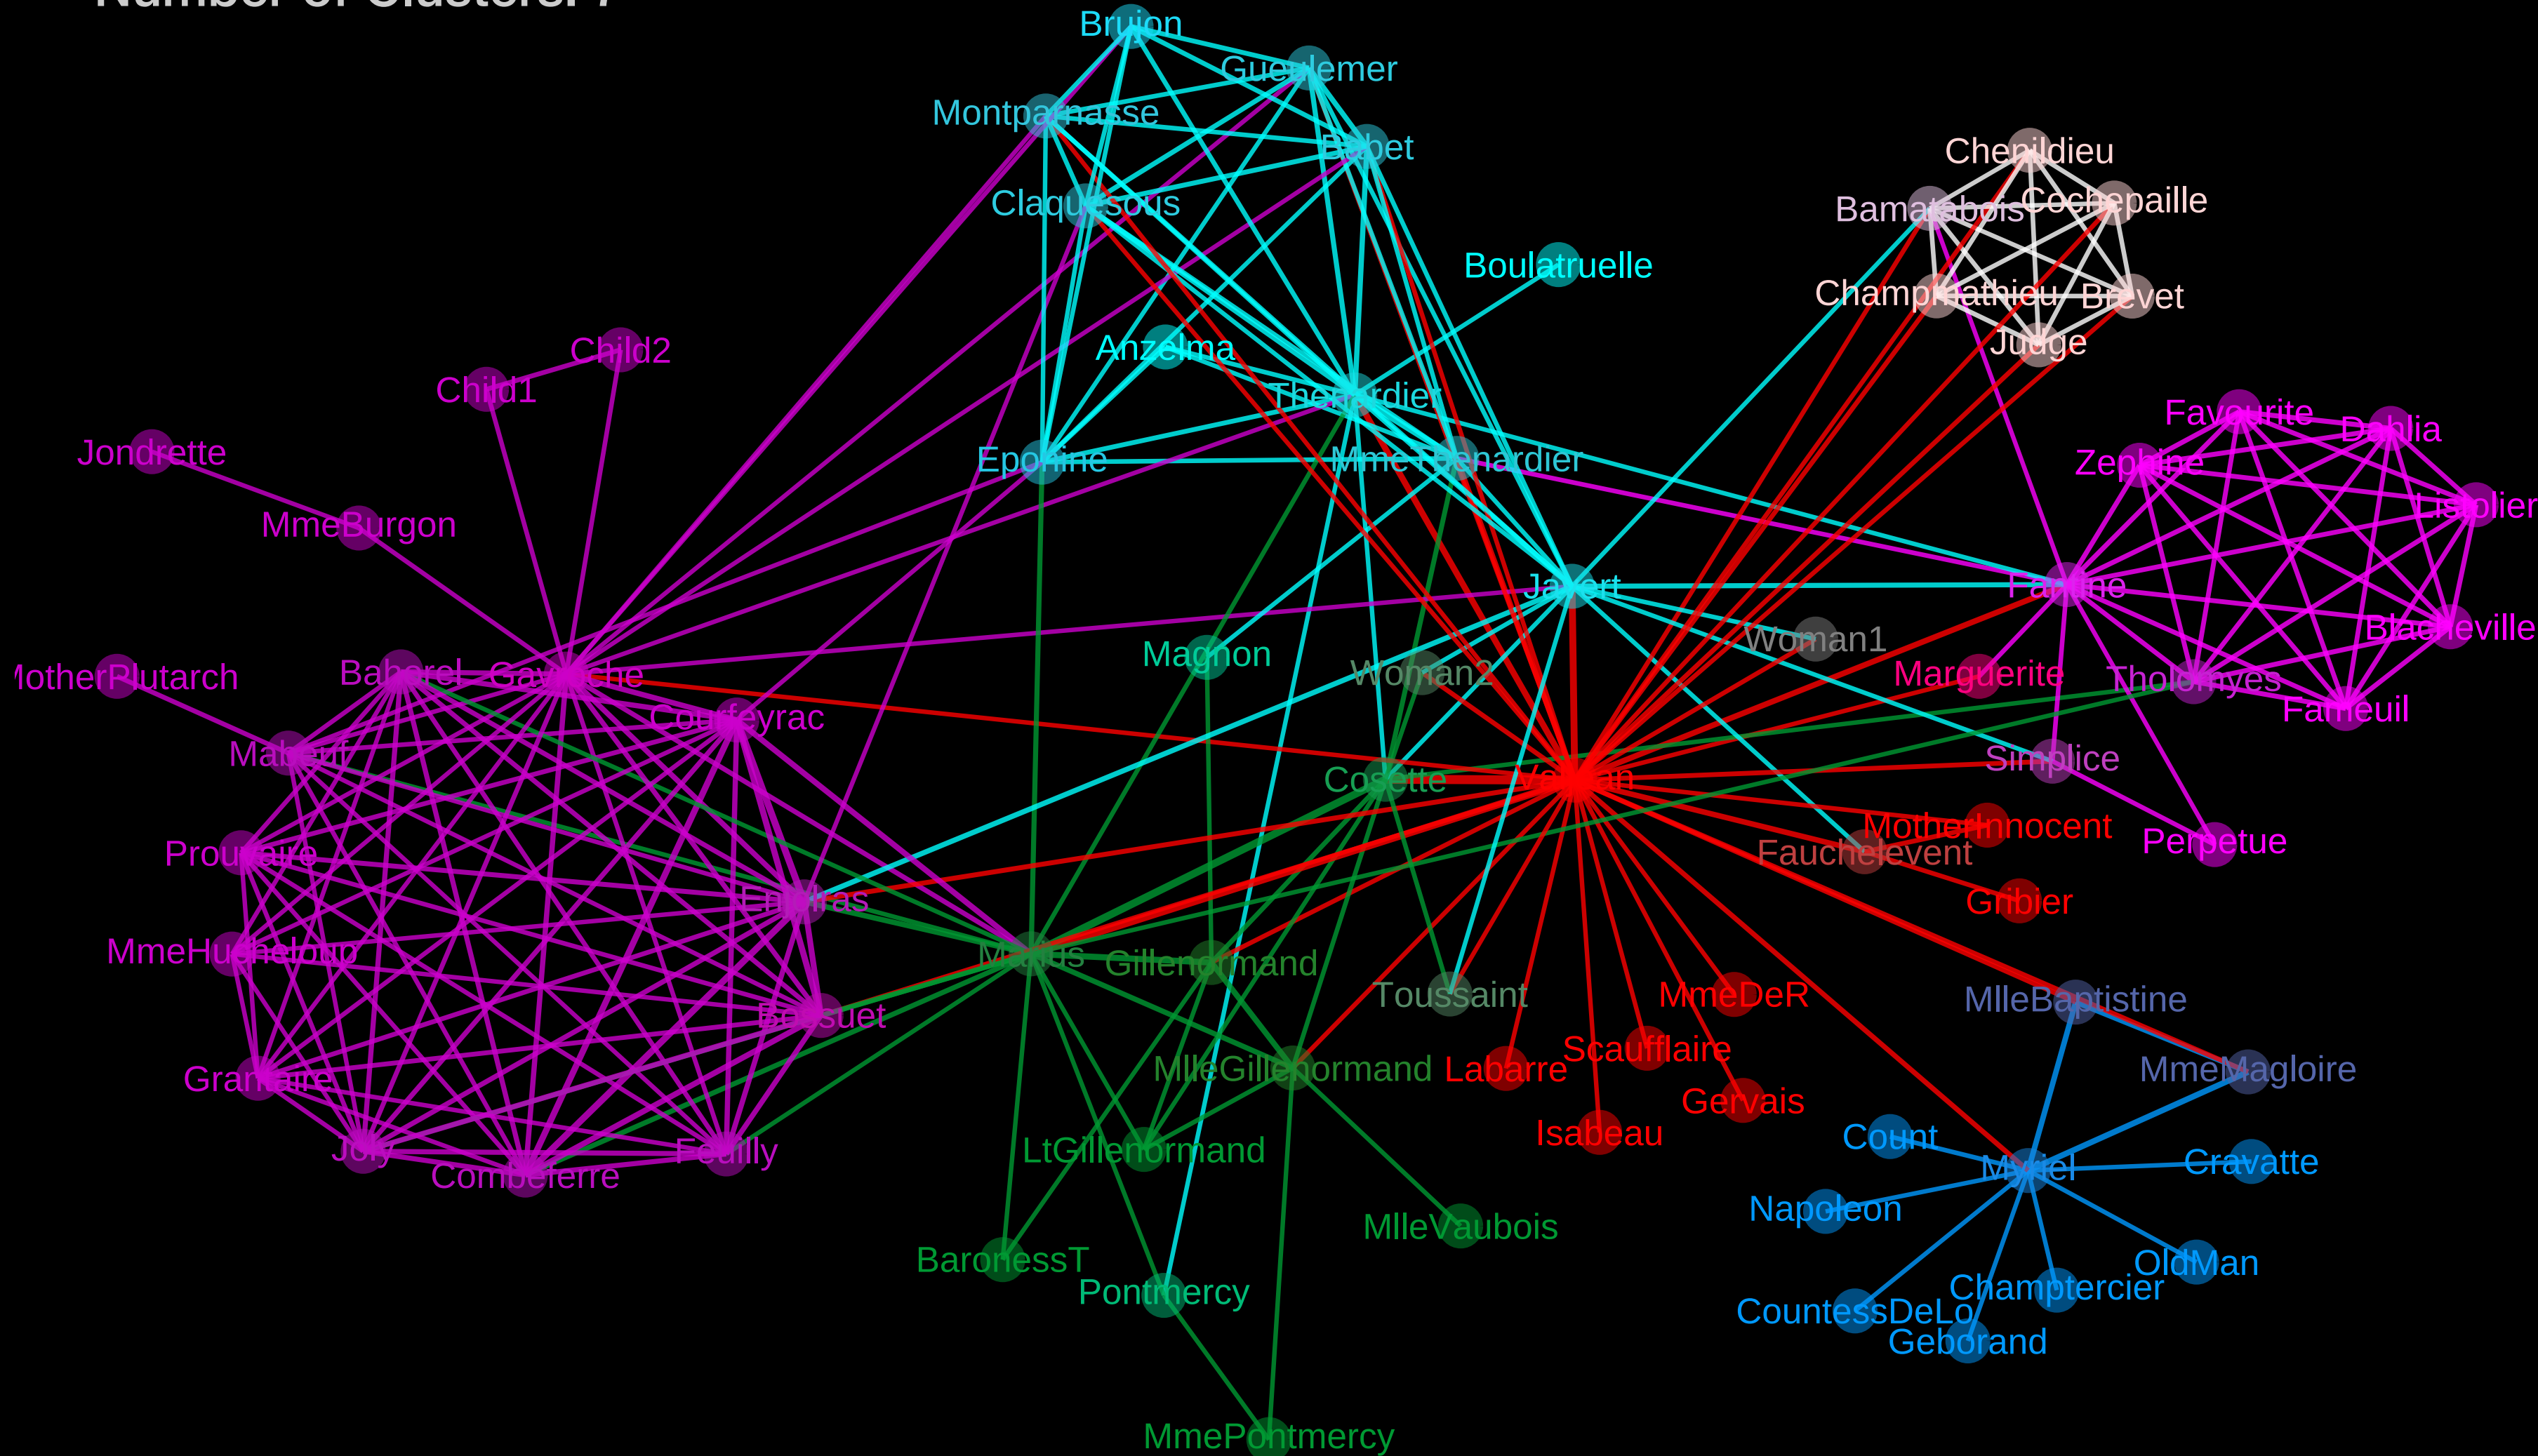 Number of Clusters: 7
Brujon
Gueulemer
Montparnasse
Babet
Claquesous
Chenildieu
Cochepaille
Bamatabois
Boulatruelle
Champmathieu
Brevet
Judge
Anzelma
Child2
Child1
Thenardier
Favourite
Dahlia
Jondrette
Eponine
MmeThenardier
Zephine
Listolier
MmeBurgon
Javert
Fantine
Blacheville
Woman1
Magnon
Woman2
Marguerite
Tholomyes
MotherPlutarch
Bahorel
Gavroche
Fameuil
Courfeyrac
Mabeuf
Simplice
Cosette
Valjean
MotherInnocent
Perpetue
Prouvaire
Fauchelevent
Enjolras
Gribier
MmeHucheloup
Marius
Gillenormand
Toussaint
MmeDeR
MlleBaptistine
Bossuet
Scaufflaire
Grantaire
MlleGillenormand
Labarre
MmeMagloire
Gervais
Isabeau
Count
Joly
Feuilly
LtGillenormand
Combeferre
Myriel
Cravatte
Napoleon
MlleVaubois
BaronessT
OldMan
Pontmercy
Champtercier
CountessDeLo
Geborand
MmePontmercy